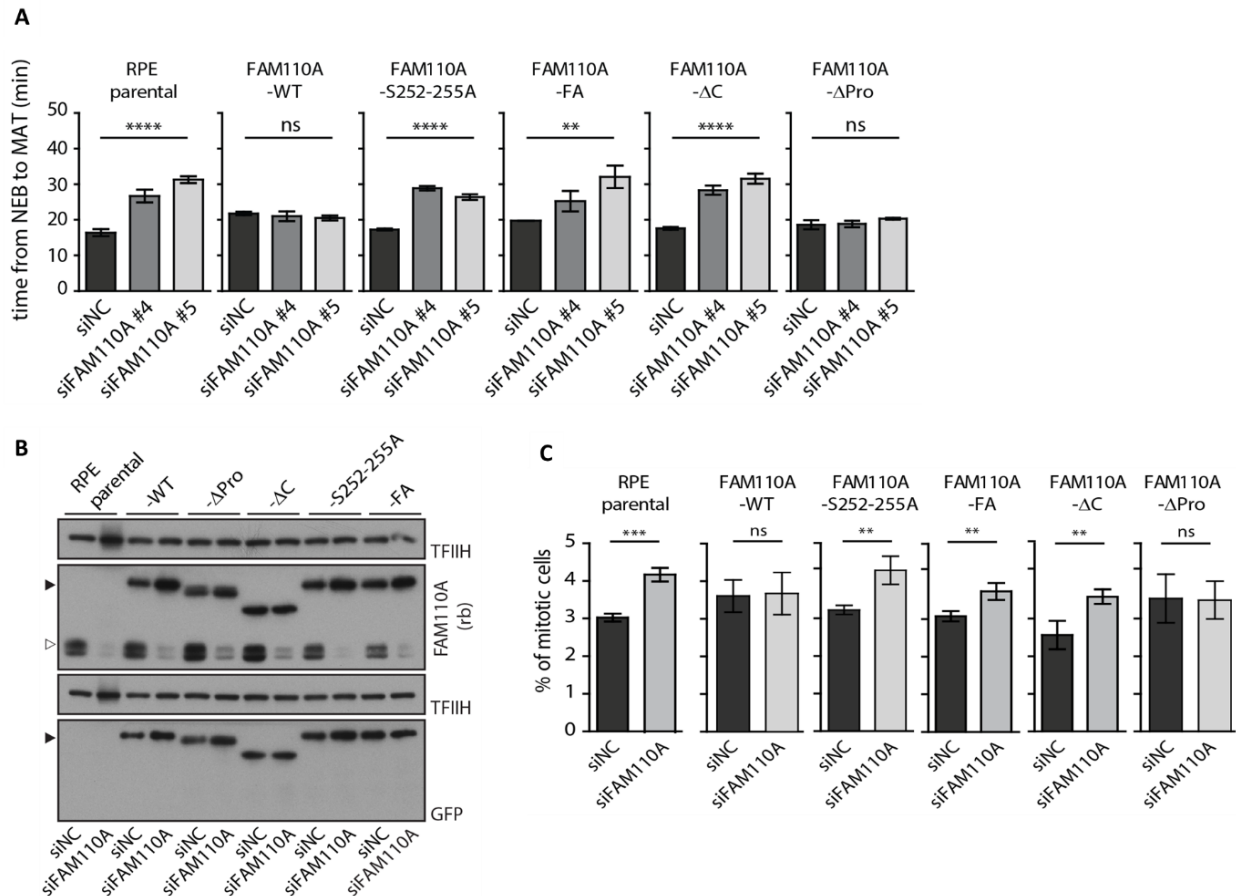 A
RPE
parental
FAM110A
-WT
FAM110A
-S252-255A
FAM110A
-FA
FAM110A
-ΔC
FAM110A
-ΔPro
time from NEB to MAT (min)
50
40
30
20
10
0
****
ns
****
**
****
ns
siNC
siFAM110A #4
siFAM110A #5
siNC
siFAM110A #4
siFAM110A #5
siNC
siFAM110A #4
siFAM110A #5
siNC
siFAM110A #4
siFAM110A #5
siNC
siFAM110A #4
siFAM110A #5
siNC
siFAM110A #4
siFAM110A #5
B
RPE
parental
-WT
-ΔPro
-ΔC
-S252-255A
-FA
TFIIH
FAM110A
(rb)
TFIIH
GFP
siNC
siFAM110A
siNC
siFAM110A
siNC
siFAM110A
siNC
siFAM110A
siNC
siFAM110A
siNC
siFAM110A
C
RPE
parental
FAM110A
-WT
FAM110A
-S252-255A
FAM110A
-FA
FAM110A
-ΔC
FAM110A
-ΔPro
% of mitotic cells
5
4
3
2
1
0
***
ns
**
**
**
ns
siNC
siFAM110A
siNC
siFAM110A
siNC
siFAM110A
siNC
siFAM110A
siNC
siFAM110A
siNC
siFAM110A